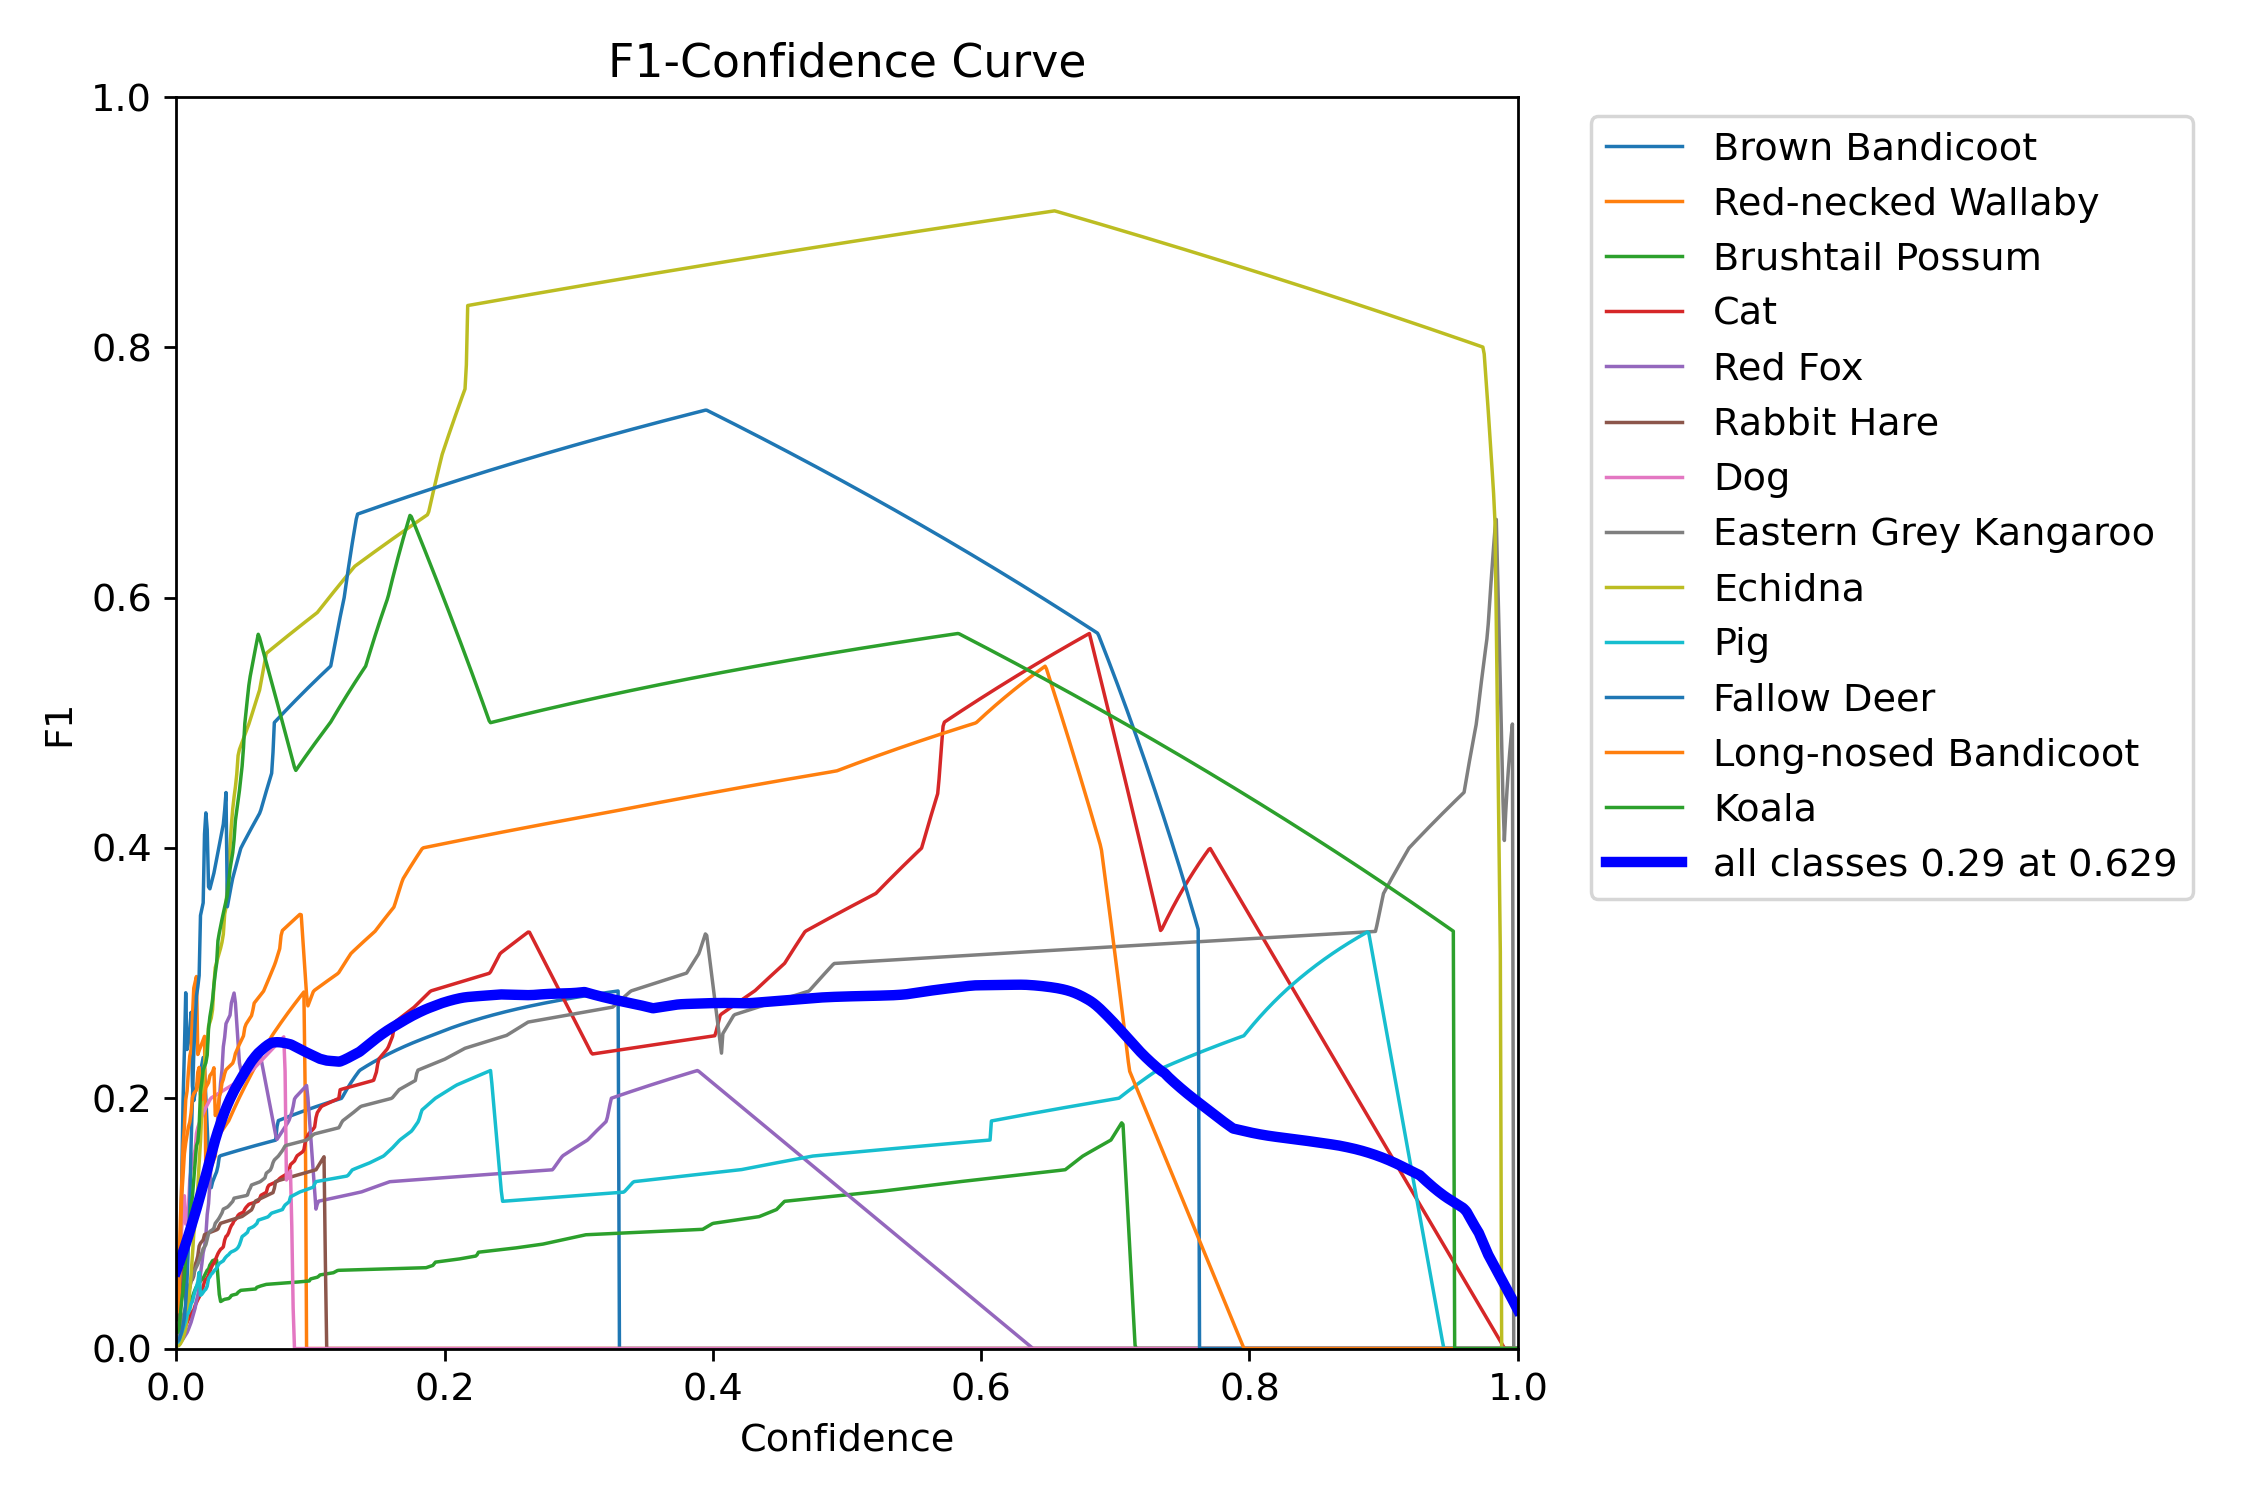 F1-Confidence Curve
1.0
0.8
0.6
0.4
0.2
0.0
F1
0.0 0.2 0.4 0.6 0.8 1.0
Confidence
Brown Bandicoot
Red-necked Wallaby
Brushtail Possum
Cat
Red Fox
Rabbit Hare
Dog
Eastern Grey Kangaroo
Echidna
Pig
Fallow Deer
Long-nosed Bandicoot
Koala
all classes 0.29 at 0.629